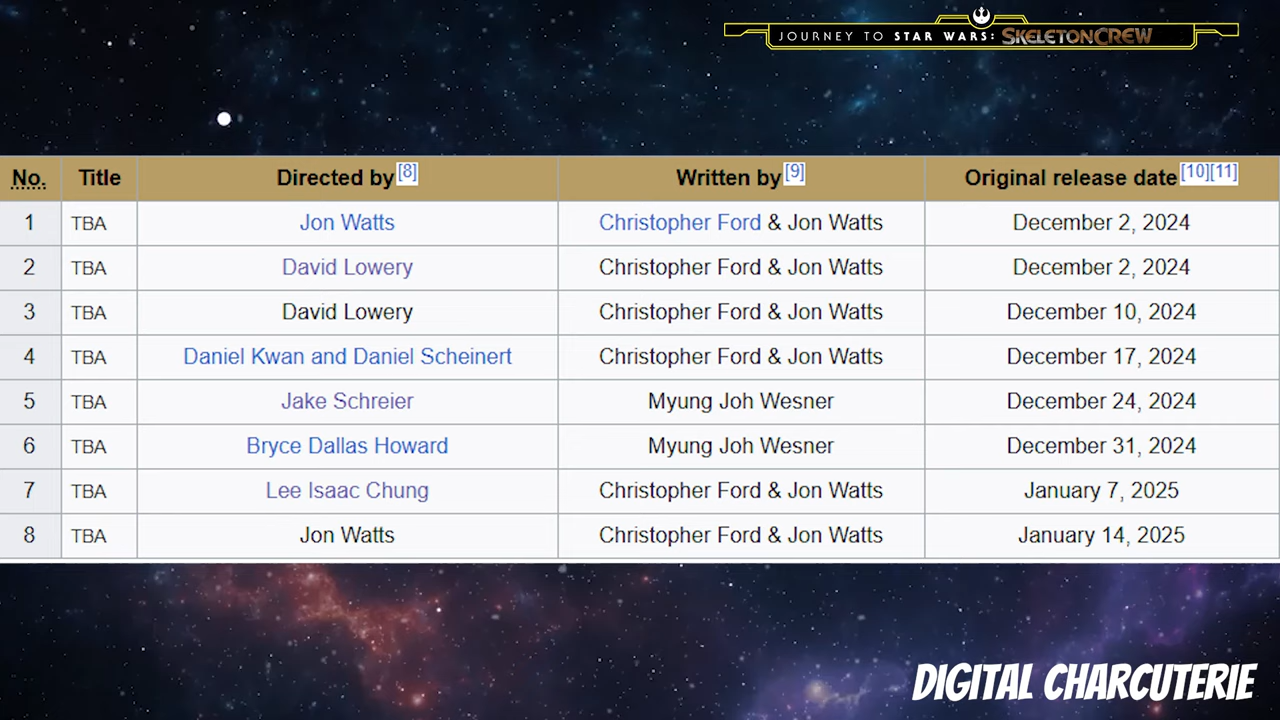 JOURNEY TO STAR WARS: SKELETON CREW
No. Title Directed by[8] Written by[9] Original release date[10][11]
1 TBA Jon Watts Christopher Ford & Jon Watts December 2, 2024
2 TBA David Lowery Christopher Ford & Jon Watts December 2, 2024
3 TBA David Lowery Christopher Ford & Jon Watts December 10, 2024
4 TBA Daniel Kwan and Daniel Scheinert Christopher Ford & Jon Watts December 17, 2024
5 TBA Jake Schreier Myung Joh Wesner December 24, 2024
6 TBA Bryce Dallas Howard Myung Joh Wesner December 31, 2024
7 TBA Lee Isaac Chung Christopher Ford & Jon Watts January 7, 2025
8 TBA Jon Watts Christopher Ford & Jon Watts January 14, 2025
DIGITAL CHARCUTERIE